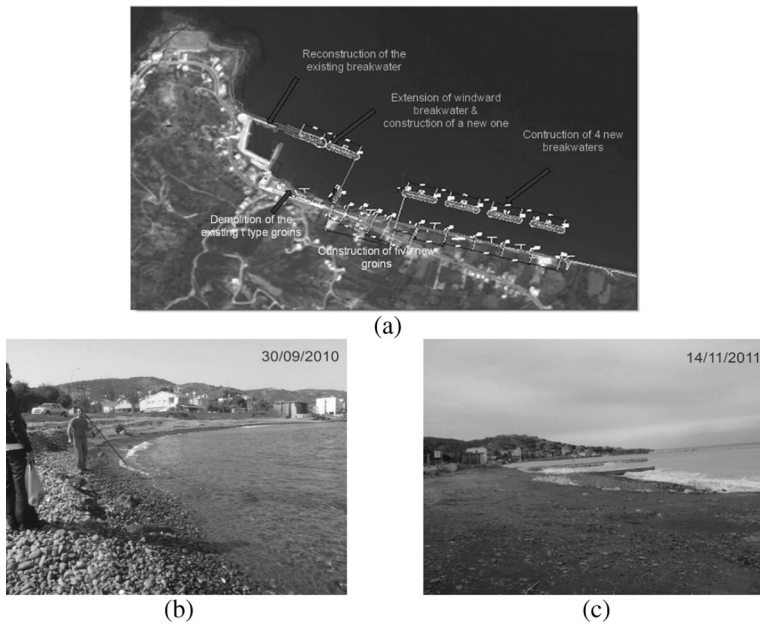 Reconstruction of the
existing breakwater
Extension of windward
breakwater &
construction of a new one
Contruction of 4 new
breakwaters
Demolition of the
existing t type groins
Construction of five new
groins
(a)
30/09/2010
14/11/2011
(b)
(c)